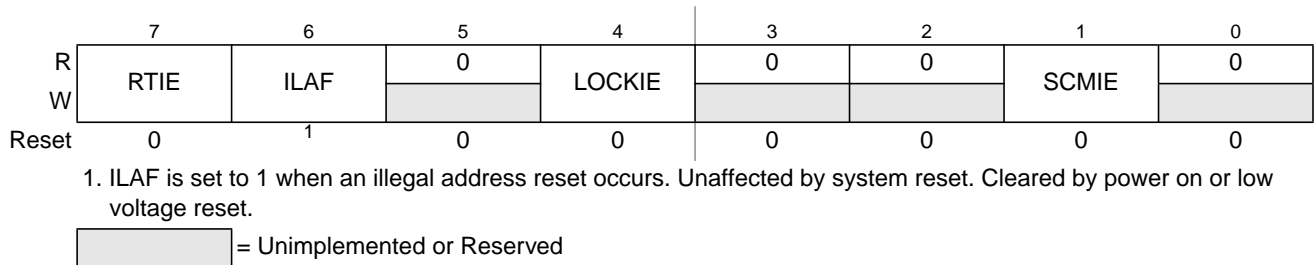 7 6 5 4 3 2 1 0
R RTIE ILAF 0 LOCKIE 0 0 SCMIE 0
W
Reset 0 1 0 0 0 0 0 0
1. ILAF is set to 1 when an illegal address reset occurs. Unaffected by system reset. Cleared by power on or low
voltage reset.
= Unimplemented or Reserved